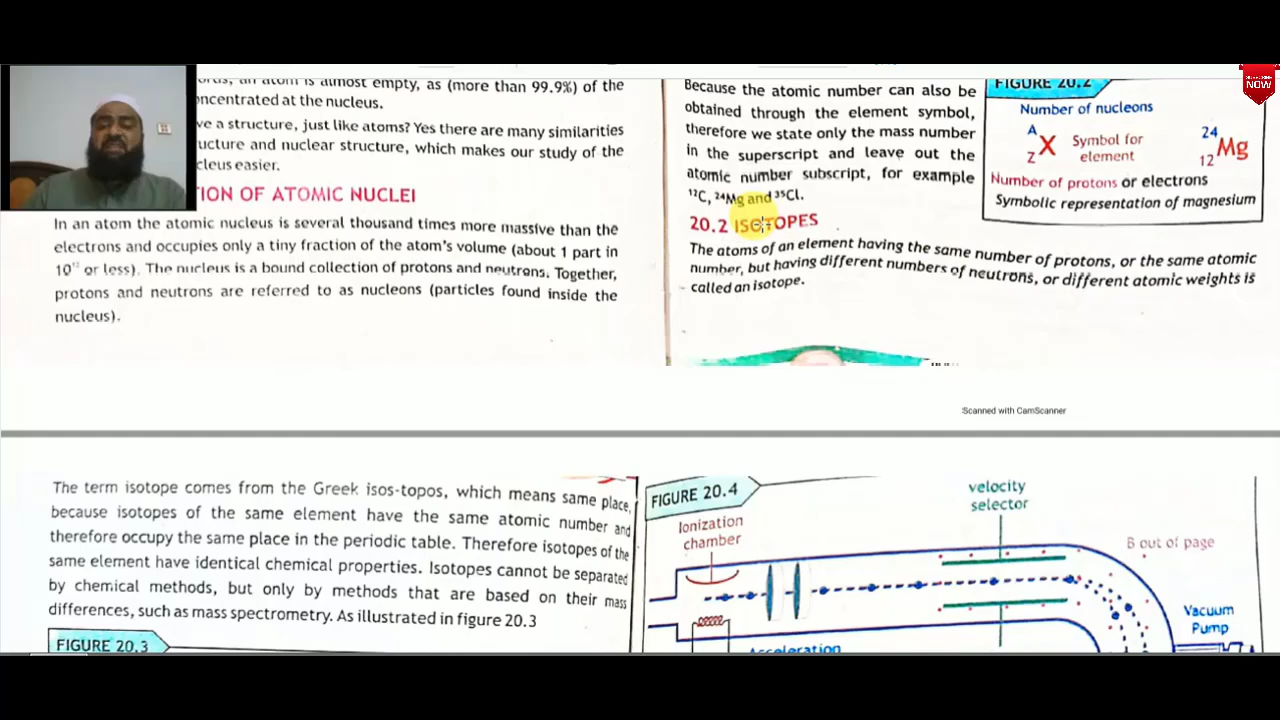 an atom is almost empty, as (more than 99.9%) of the
oncentrated at the nucleus.
ve a structure, just like atoms? Yes there are many similarities
ucture and nuclear structure, which makes our study of the
cleus easier.
TION OF ATOMIC NUCLEI
In an atom the atomic nucleus is several thousand times more massive than the
electrons and occupies only a tiny fraction of the atom's volume (about 1 part in
or less). The nucleus is a bound collection of protons and neutrons. Together,
protons and neutrons are referred to as nucleons (particles found inside the
nucleus).
Because the atomic number can also be
obtained through the element symbol,
therefore we state only the mass number
in the superscript and leave out the
atomic number subscript, for example
¹²C, ²⁴Mg and ³⁵Cl.
FIGURE 20.2
Number of nucleons
A
Z X Symbol for element
24
12 Mg
Number of protons or electrons
Symbolic representation of magnesium
20.2 ISOTOPES
The atoms of an element having the same number of protons, or the same atomic
number, but having different numbers of neutrons, or different atomic weights is
called an isotope.
NOW
Scanned with CamScanner
The term isotope comes from the Greek isos-topos, which means same place,
because isotopes of the same element have the same atomic number and
therefore occupy the same place in the periodic table. Therefore isotopes of the
same element have identical chemical properties. Isotopes cannot be separated
by chemical methods, but only by methods that are based on their mass
differences, such as mass spectrometry. As illustrated in figure 20.3
FIGURE 20.3
FIGURE 20.4
Ionization
chamber
velocity
selector
B out of page
Vacuum
Pump
Acceleration